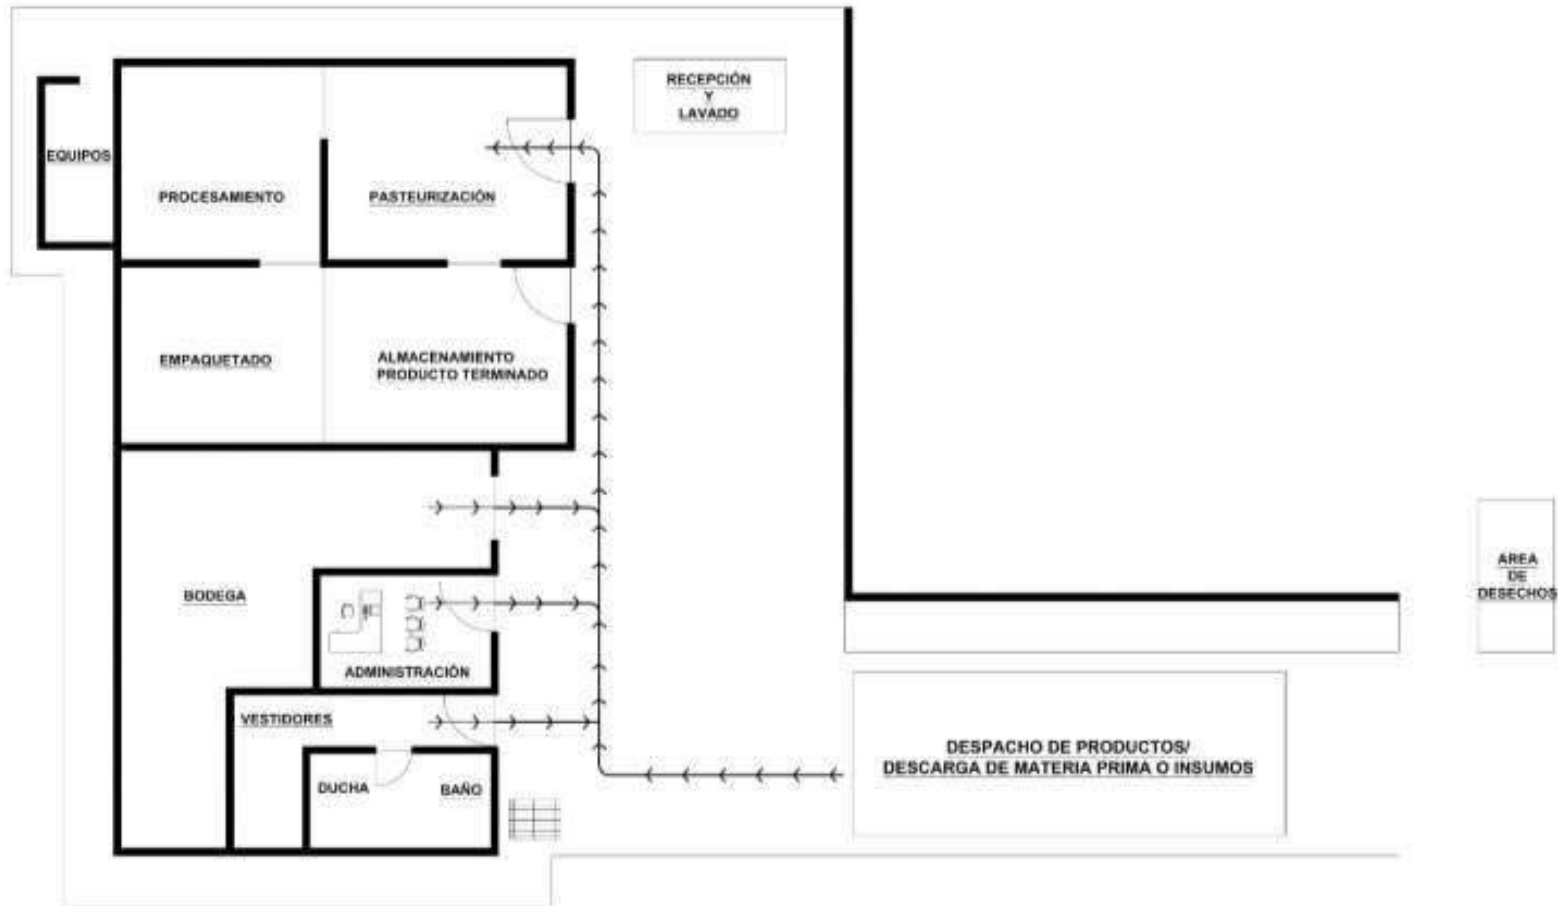 RECEPCIÓN
Y
LAVADO
EQUIPOS
PROCESAMIENTO
PASTEURIZACIÓN
EMPAQUETADO
ALMACENAMIENTO
PRODUCTO TERMINADO
BODEGA
ADMINISTRACIÓN
VESTIDORES
DUCHA
BAÑO
DESPACHO DE PRODUCTOS/
DESCARGA DE MATERIA PRIMA O INSUMOS
AREA
DE
DESECHOS